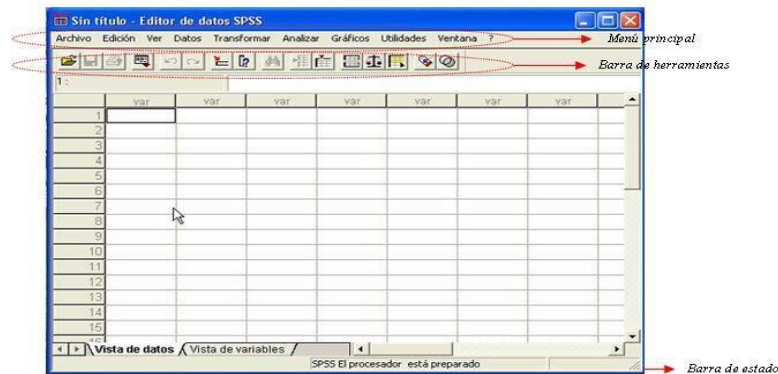 Sin título - Editor de datos SPSS
Archivo Edición Ver Datos Transformar Analizar Gráficos Utilidades Ventana ?
Menú principal
Barra de herramientas
1 :
var var var var var var var
1
2
3
4
5
6
7
8
9
10
11
12
13
14
15
Vista de datos Vista de variables
SPSS El procesador está preparado
Barra de estado